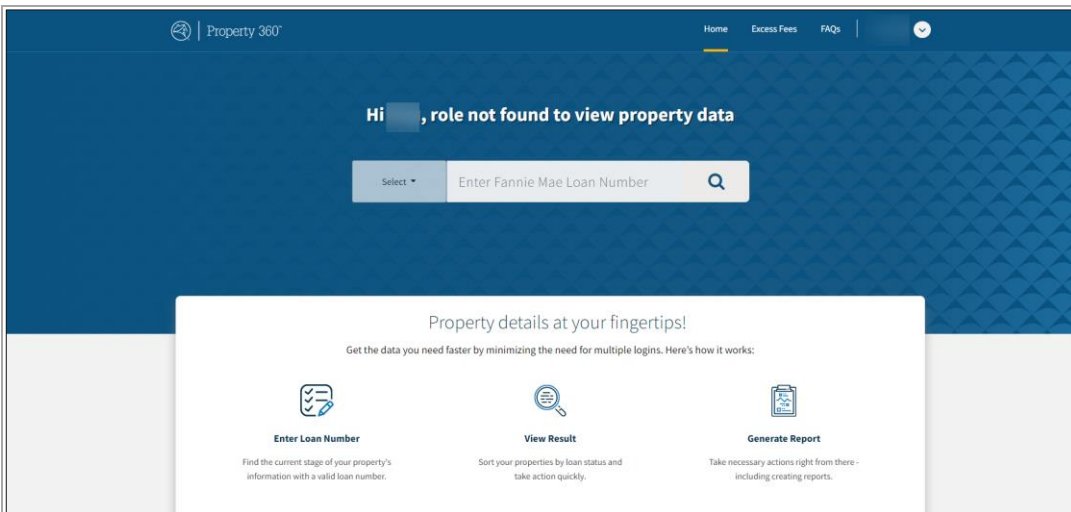 Property 360™
Home Excess Fees FAQs
Hi , role not found to view property data
Select Enter Fannie Mae Loan Number
Property details at your fingertips!
Get the data you need faster by minimizing the need for multiple logins. Here's how it works:
Enter Loan Number
Find the current stage of your property's
information with a valid loan number.
View Result
Sort your properties by loan status and
take action quickly.
Generate Report
Take necessary actions right from there -
including creating reports.